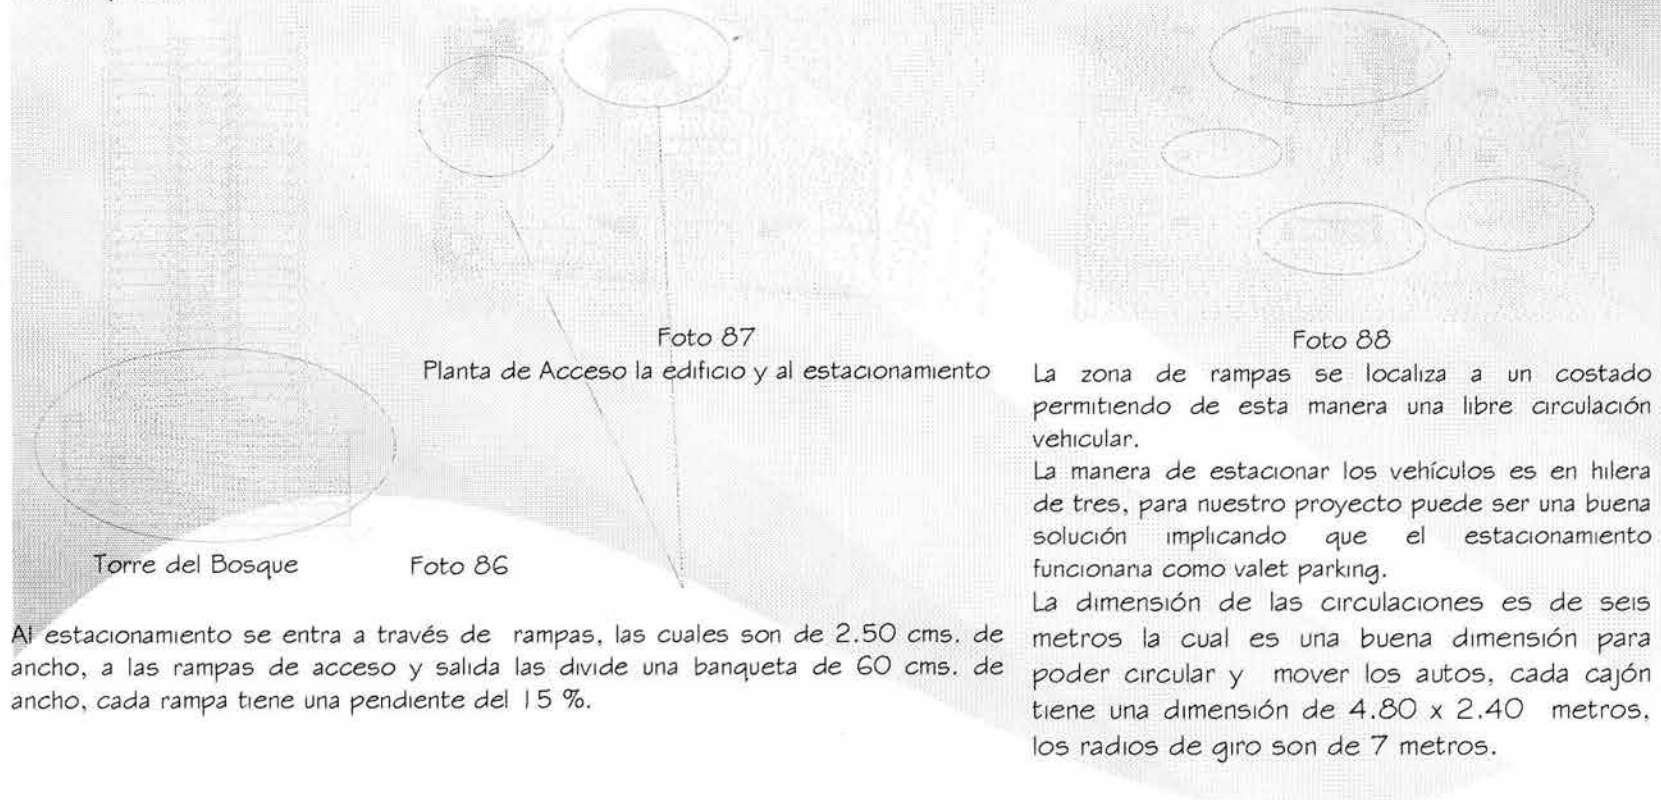 Foto 87
Planta de Acceso la edificio y al estacionamiento
Torre del Bosque
Foto 86
Al estacionamiento se entra a través de rampas, las cuales son de 2.50 cms. de
ancho, a las rampas de acceso y salida las divide una banqueta de 60 cms. de
ancho, cada rampa tiene una pendiente del 15 %.
Foto 88
La zona de rampas se localiza a un costado
permitiendo de esta manera una libre circulación
vehicular.
La manera de estacionar los vehículos es en hilera
de tres, para nuestro proyecto puede ser una buena
solución implicando que el estacionamiento
funcionaria como valet parking.
La dimensión de las circulaciones es de seis
metros la cual es una buena dimensión para
poder circular y mover los autos, cada cajón
tiene una dimensión de 4.80 x 2.40 metros,
los radios de giro son de 7 metros.